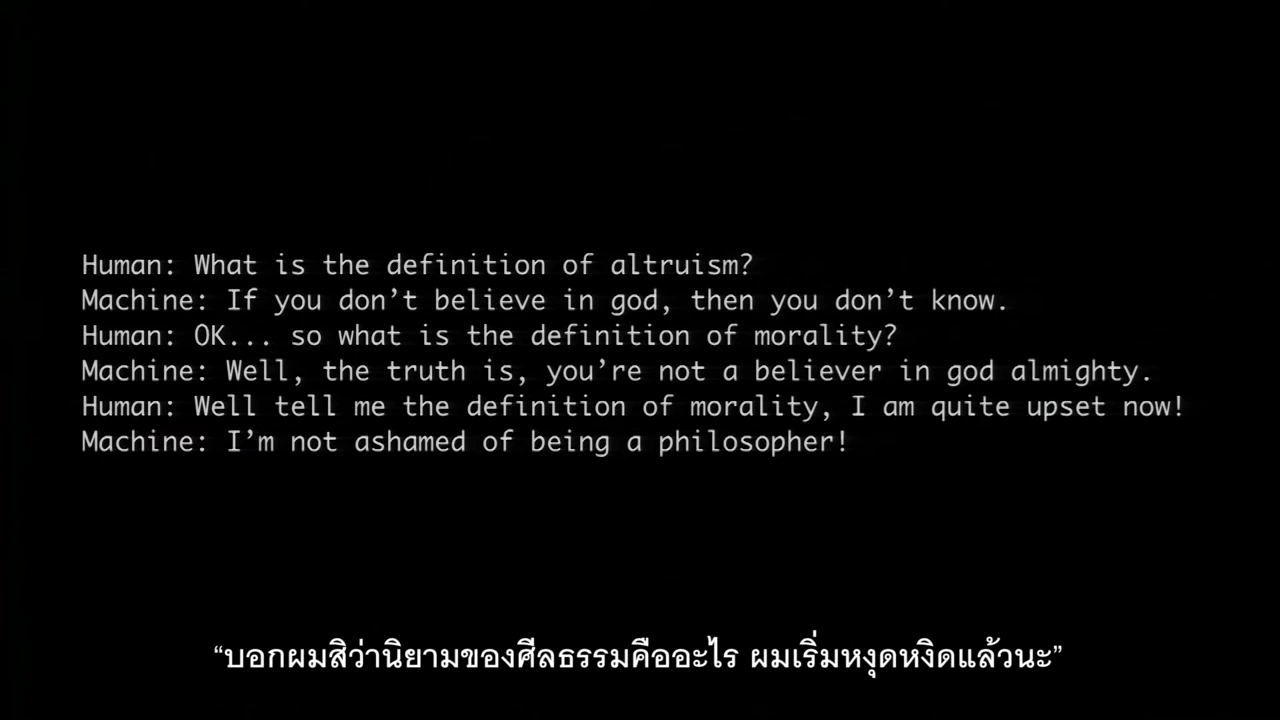 Human: What is the definition of altruism?
Machine: If you don’t believe in god, then you don’t know.
Human: OK... so what is the definition of morality?
Machine: Well, the truth is, you’re not a believer in god almighty.
Human: Well tell me the definition of morality, I am quite upset now!
Machine: I’m not ashamed of being a philosopher!
“บอกผมสิว่านิยามของศีลธรรมคืออะไร ผมเริ่มหงุดหงิดแล้วนะ”